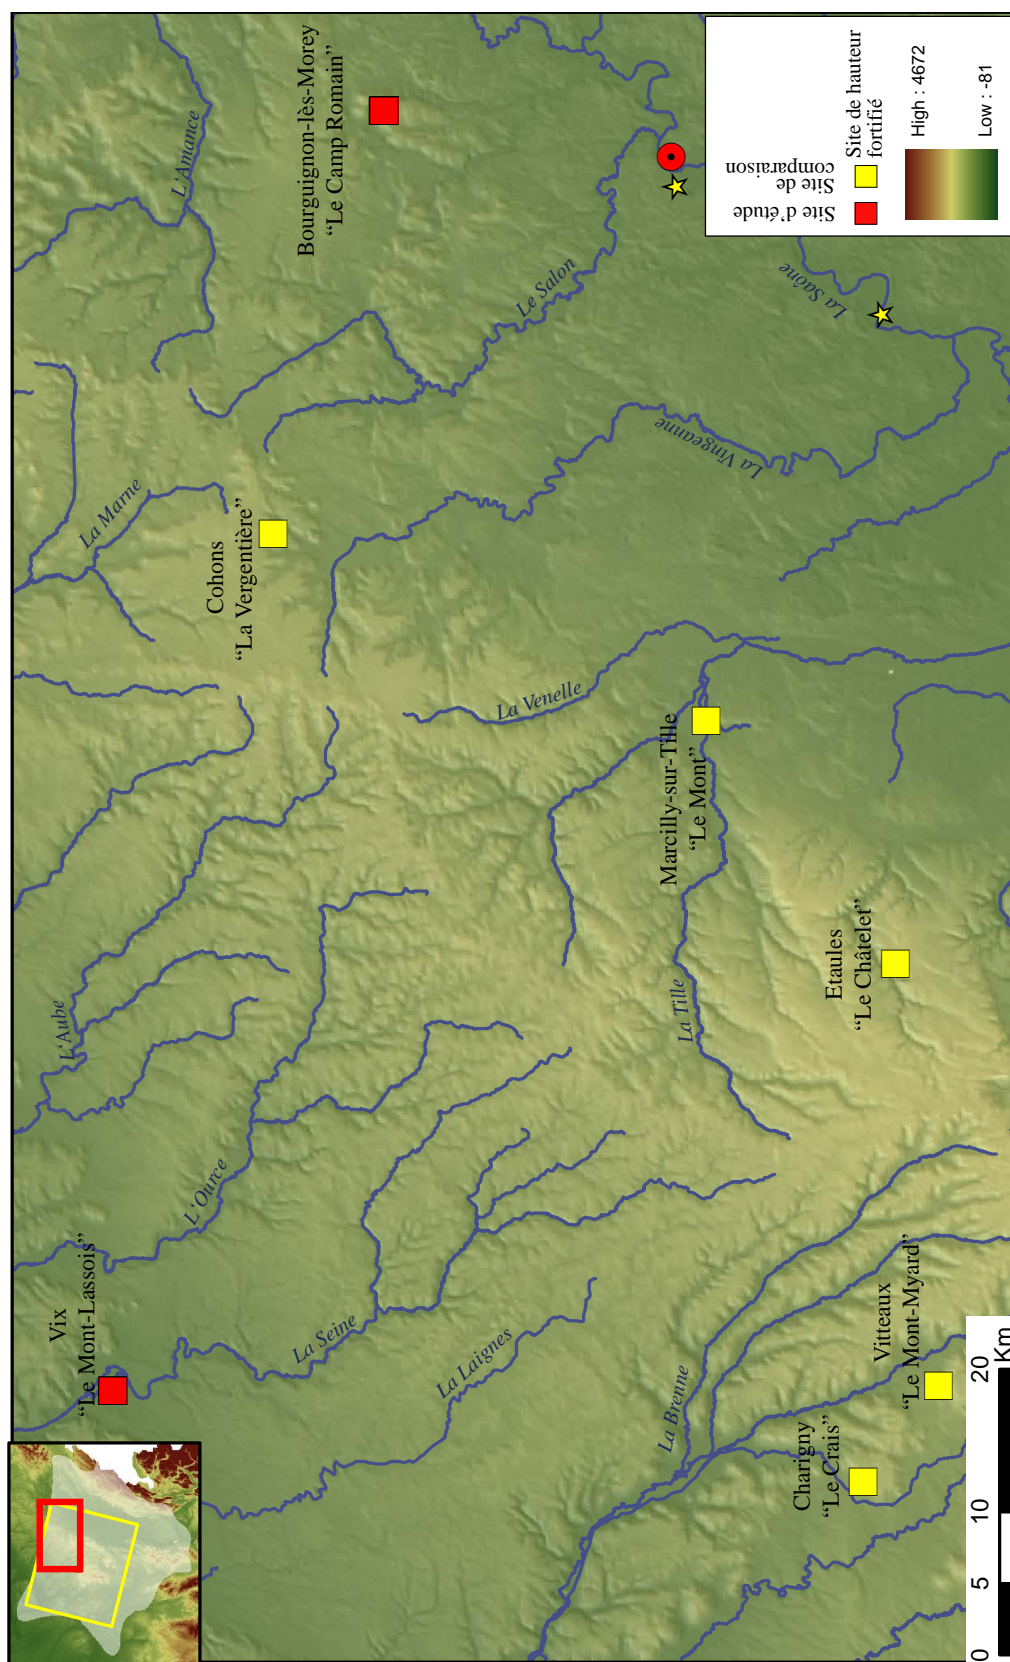 Vix
“Le Mont-Lassois”
L'Aube
L'Ource
La Seine
La Laignes
La Marne
Cohons
“La Vergentière”
L'Amance
Bourguignon-lès-Morey
“Le Camp Romain”
Le Salon
La Vingeanne
La Saône
La Venelle
Marcilly-sur-Tille
“Le Mont”
La Tille
Etaules
“Le Châtelet”
La Brenne
Charigny
“Le Crais”
Vitteaux
“Le Mont-Myard”
0 5 10 20
Km
Site d'étude
Site de
comparaison
Site de hauteur
fortifié
High : 4672
Low : -81